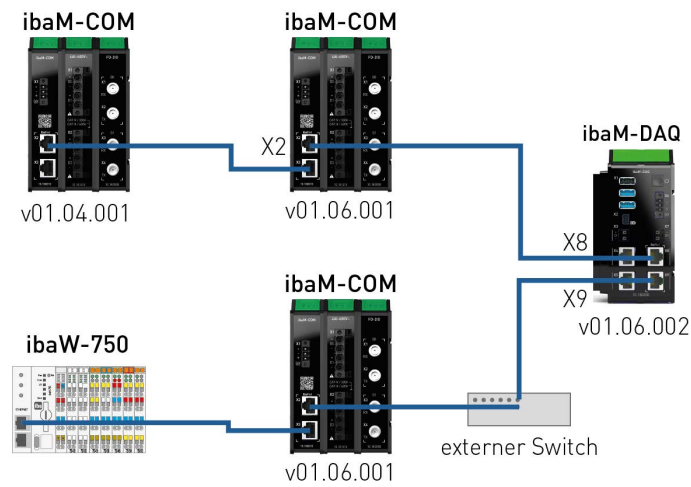 ibaM-COM
ibaM-COM
X2
v01.04.001
v01.06.001
ibaM-DAQ
X8
X9
v01.06.002
ibaM-COM
ibaW-750
externer Switch
v01.06.001